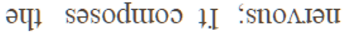 nervous; It composes the